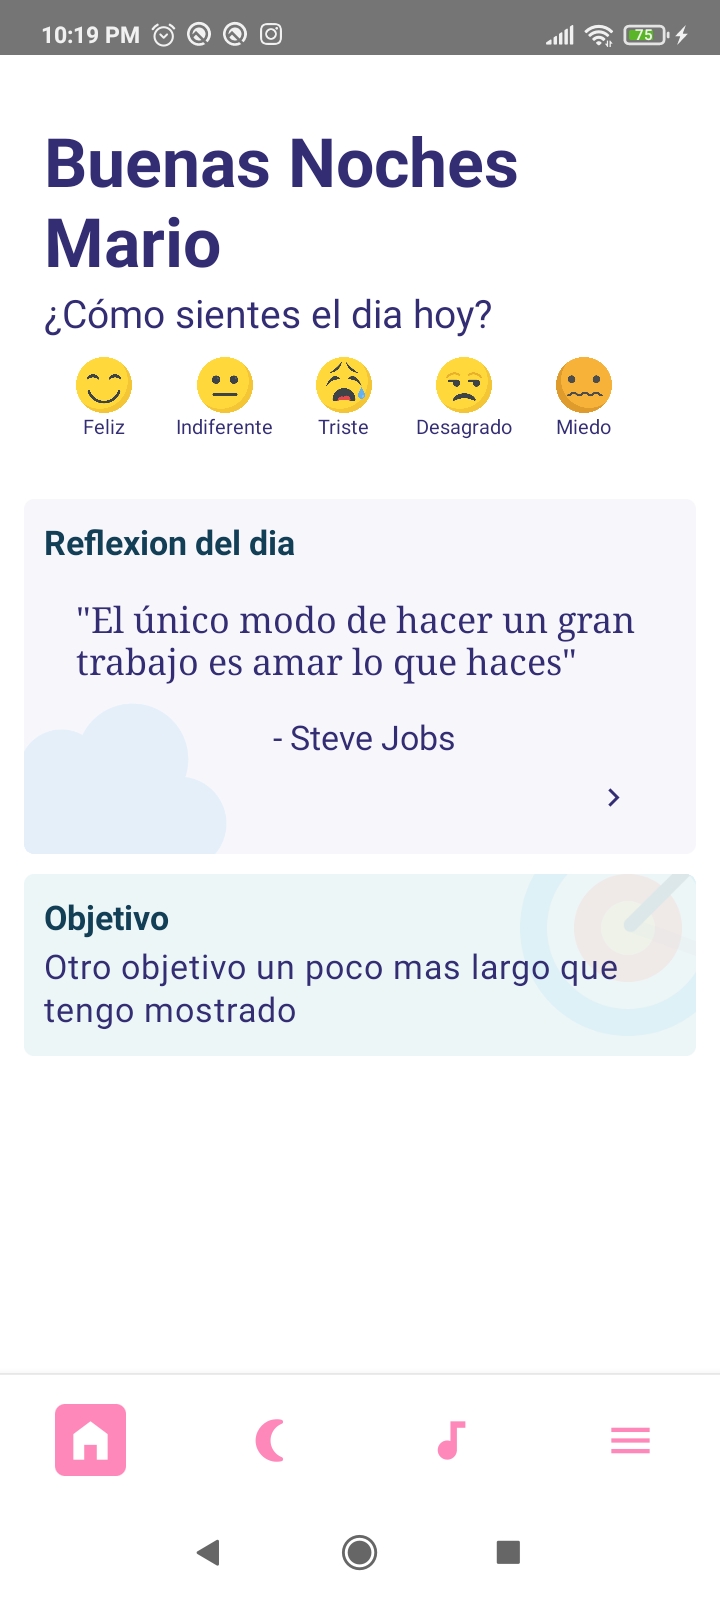 10:19 PM
75
Buenas Noches
Mario
¿Cómo sientes el dia hoy?
Feliz Indiferente Triste Desagrado Miedo
Reflexion del dia
"El único modo de hacer un gran
trabajo es amar lo que haces"
- Steve Jobs
Objetivo
Otro objetivo un poco mas largo que
tengo mostrado